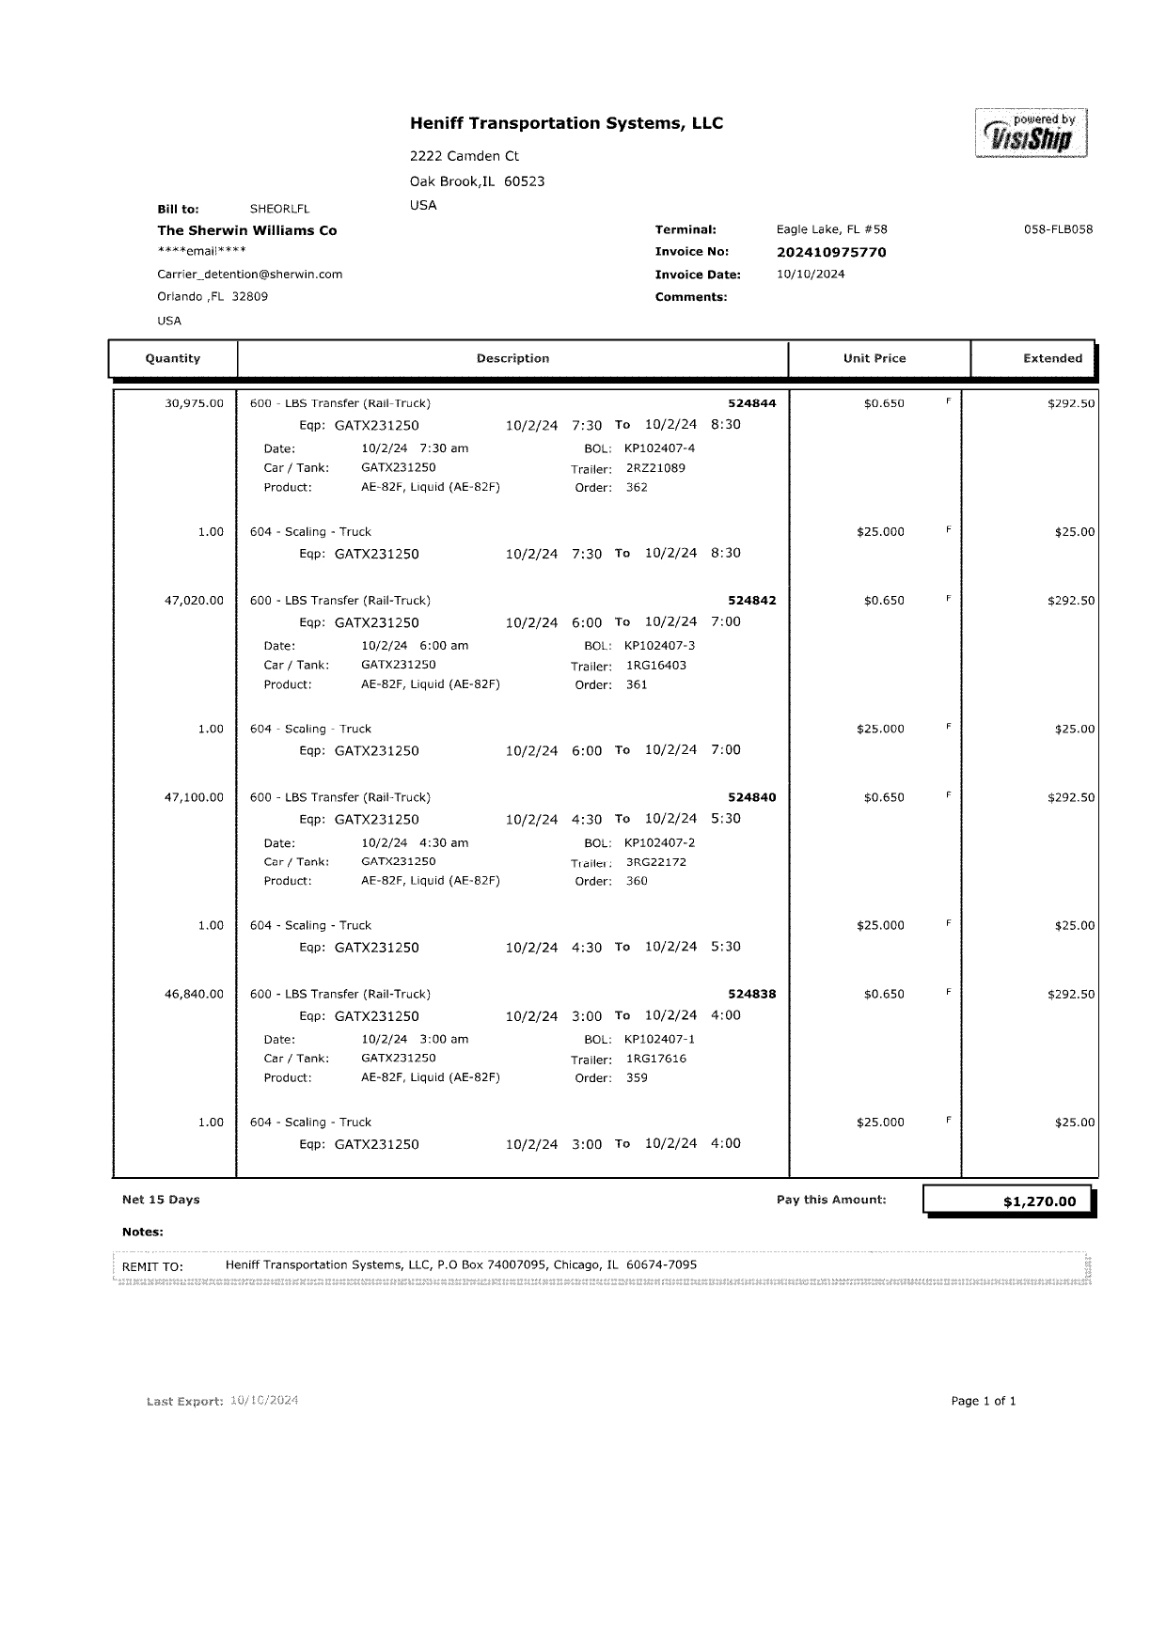 Heniff Transportation Systems, LLC
powered by
VisiShip
2222 Camden Ct
Oak Brook,IL 60523
USA
Bill to: SHEORLFL
The Sherwin Williams Co
****email****
Carrier_detention@sherwin.com
Orlando ,FL 32809
USA
Terminal: Eagle Lake, FL #58 058-FLB058
Invoice No: 202410975770
Invoice Date: 10/10/2024
Comments:
Quantity Description Unit Price Extended
30,975.00 600 - LBS Transfer (Rail-Truck) 524844 $0.650 F $292.50
Eqp: GATX231250 10/2/24 7:30 To 10/2/24 8:30
Date: 10/2/24 7:30 am BOL: KP102407-4
Car / Tank: GATX231250 Trailer: 2RZ21089
Product: AE-82F, Liquid (AE-82F) Order: 362
1.00 604 - Scaling - Truck $25.000 F $25.00
Eqp: GATX231250 10/2/24 7:30 To 10/2/24 8:30
47,020.00 600 - LBS Transfer (Rail-Truck) 524842 $0.650 F $292.50
Eqp: GATX231250 10/2/24 6:00 To 10/2/24 7:00
Date: 10/2/24 6:00 am BOL: KP102407-3
Car / Tank: GATX231250 Trailer: 1RG16403
Product: AE-82F, Liquid (AE-82F) Order: 361
1.00 604 - Scaling - Truck $25.000 F $25.00
Eqp: GATX231250 10/2/24 6:00 To 10/2/24 7:00
47,100.00 600 - LBS Transfer (Rail-Truck) 524840 $0.650 F $292.50
Eqp: GATX231250 10/2/24 4:30 To 10/2/24 5:30
Date: 10/2/24 4:30 am BOL: KP102407-2
Car / Tank: GATX231250 Trailer: 3RG22172
Product: AE-82F, Liquid (AE-82F) Order: 360
1.00 604 - Scaling - Truck $25.000 F $25.00
Eqp: GATX231250 10/2/24 4:30 To 10/2/24 5:30
46,840.00 600 - LBS Transfer (Rail-Truck) 524838 $0.650 F $292.50
Eqp: GATX231250 10/2/24 3:00 To 10/2/24 4:00
Date: 10/2/24 3:00 am BOL: KP102407-1
Car / Tank: GATX231250 Trailer: 1RG17616
Product: AE-82F, Liquid (AE-82F) Order: 359
1.00 604 - Scaling - Truck $25.000 F $25.00
Eqp: GATX231250 10/2/24 3:00 To 10/2/24 4:00
Net 15 Days Pay this Amount: $1,270.00
Notes:
REMIT TO: Heniff Transportation Systems, LLC, P.O Box 74007095, Chicago, IL 60674-7095
Last Export: 10/10/2024 Page 1 of 1